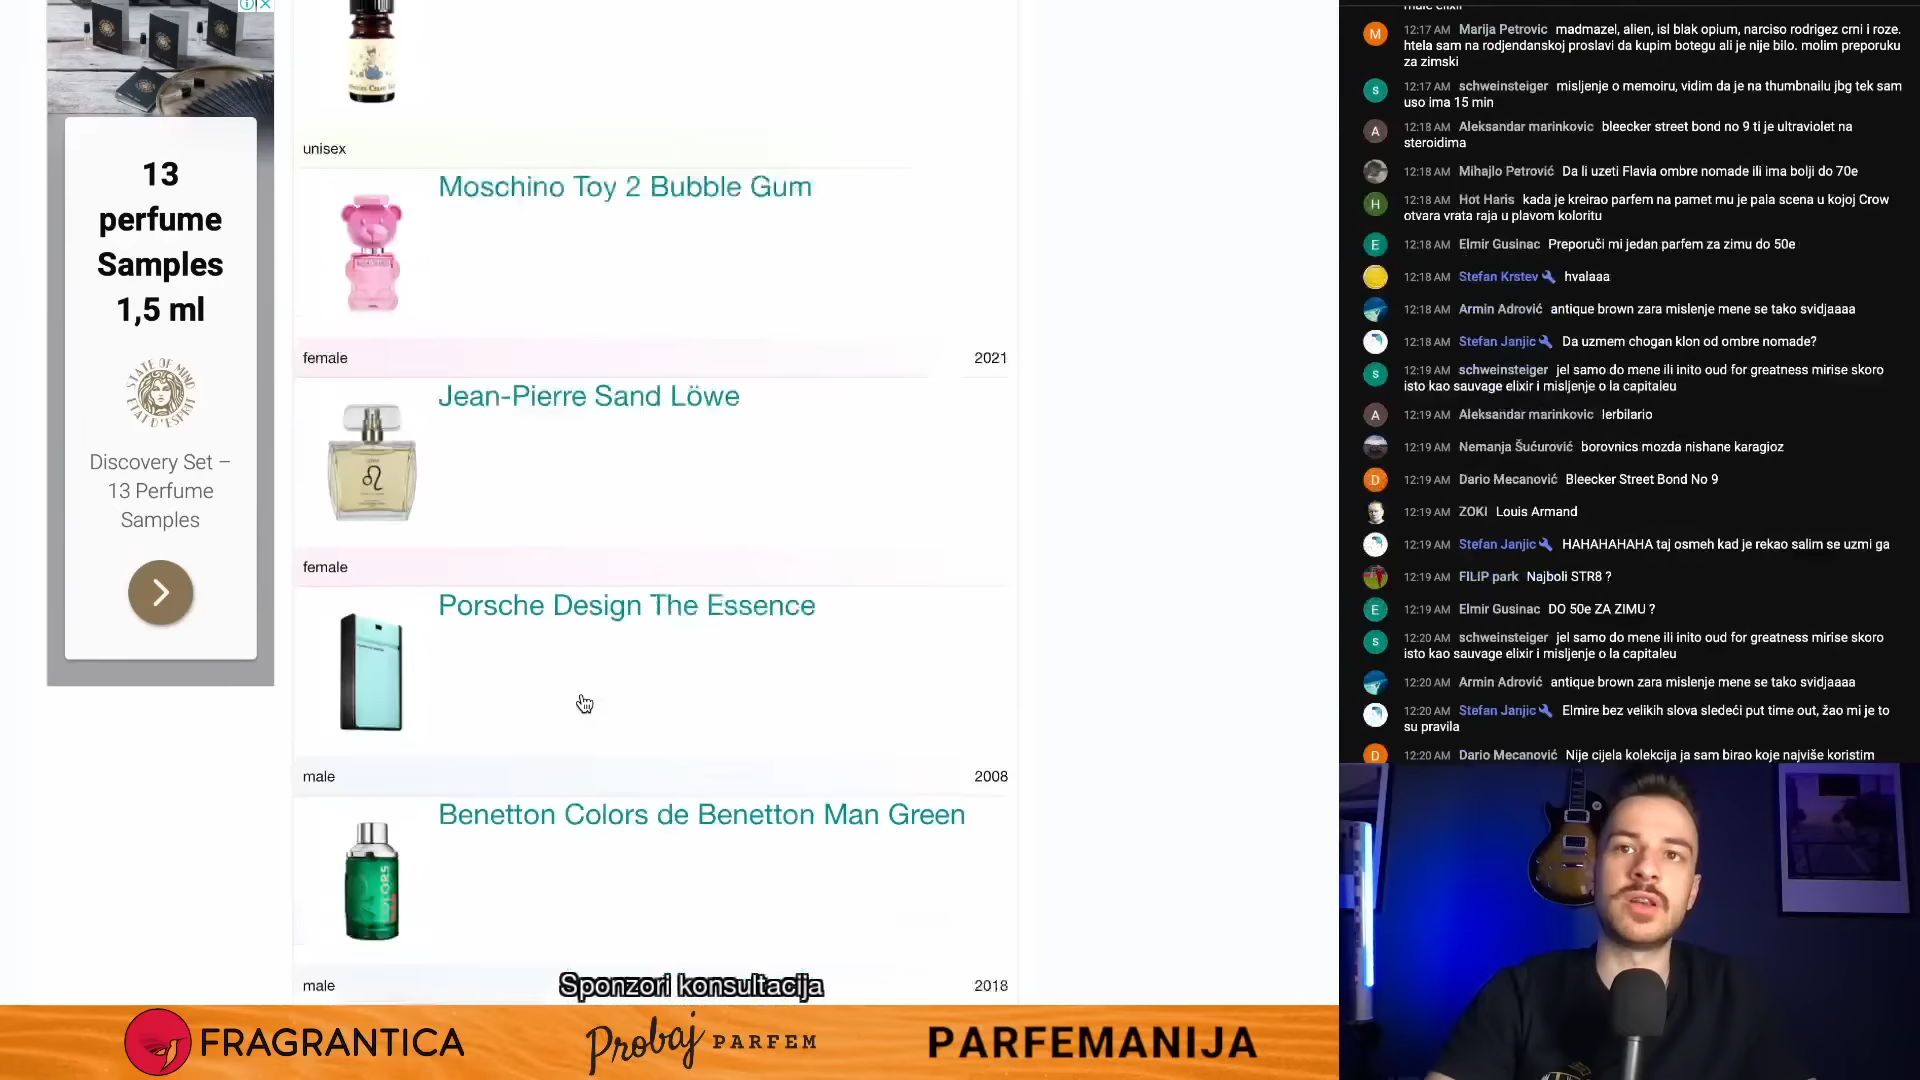 13
perfume
Samples
1,5 ml
STATE OF MIND
ÉTAT D'ESPRIT
Discovery Set –
13 Perfume
Samples
unisex
Moschino Toy 2 Bubble Gum
female 2021
Jean-Pierre Sand Löwe
female
Porsche Design The Essence
male 2008
Benetton Colors de Benetton Man Green
COLORS
male 2018
Sponzori konsultacija
FRAGRANTICA
Probaj PARFEM
PARFEMANIJA
male elixir
M 12:17 AM Marija Petrovic madmazel, alien, isl blak opium, narciso rodrigez crni i roze.
htela sam na rodjendanskoj proslavi da kupim botegu ali je nije bilo. molim preporuku
za zimski
s 12:17 AM schweinsteiger misljenje o memoiru, vidim da je na thumbnailu jbg tek sam
uso ima 15 min
A 12:18 AM Aleksandar marinkovic bleecker street bond no 9 ti je ultraviolet na
steroidima
12:18 AM Mihajlo Petrović Da li uzeti Flavia ombre nomade ili ima bolji do 70e
H 12:18 AM Hot Haris kada je kreirao parfem na pamet mu je pala scena u kojoj Crow
otvara vrata raja u plavom koloritu
E 12:18 AM Elmir Gusinac Preporuči mi jedan parfem za zimu do 50e
12:18 AM Stefan Krstev hvalaaa
12:18 AM Armin Adrović antique brown zara mislenje mene se tako svidjaaaa
12:18 AM Stefan Janjic Da uzmem chogan klon od ombre nomade?
s 12:19 AM schweinsteiger jel samo do mene ili inito oud for greatness mirise skoro
isto kao sauvage elixir i misljenje o la capitaleu
A 12:19 AM Aleksandar marinkovic lerbilario
12:19 AM Nemanja Šućurović borovnics mozda nishane karagioz
D 12:19 AM Dario Mecanović Bleecker Street Bond No 9
12:19 AM ZOKI Louis Armand
12:19 AM Stefan Janjic HAHAHAHAHA taj osmeh kad je rekao salim se uzmi ga
12:19 AM FILIP park Najboli STR8 ?
E 12:19 AM Elmir Gusinac DO 50e ZA ZIMU ?
s 12:20 AM schweinsteiger jel samo do mene ili inito oud for greatness mirise skoro
isto kao sauvage elixir i misljenje o la capitaleu
12:20 AM Armin Adrović antique brown zara mislenje mene se tako svidjaaaa
12:20 AM Stefan Janjic Elmire bez velikih slova sledeći put time out, žao mi je to
su pravila
D 12:20 AM Dario Mecanović Nije cijela kolekcija ja sam birao koje najviše koristim